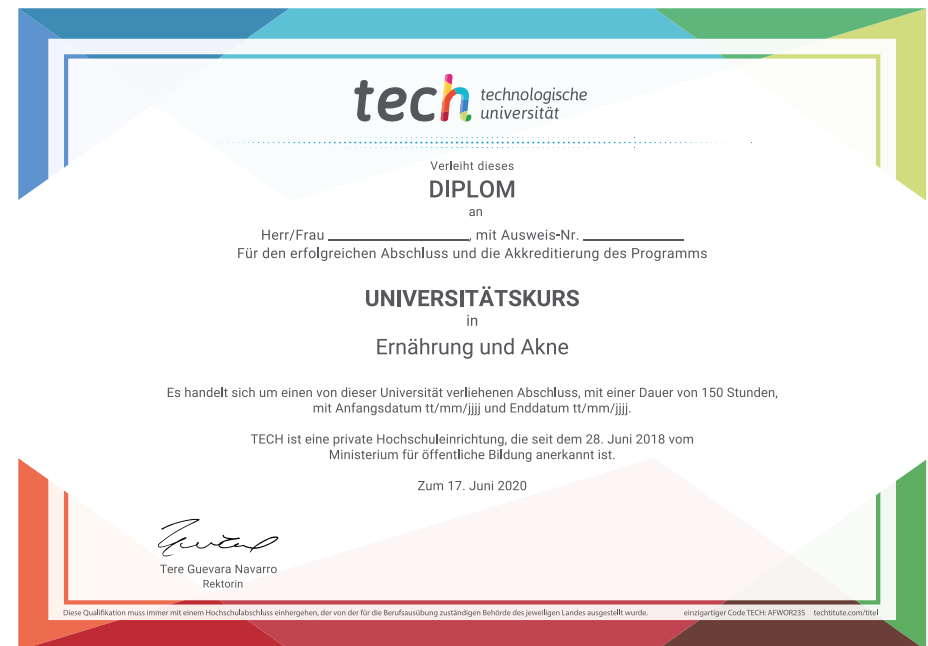 tech technologische
universität
Verleiht dieses
DIPLOM
an
Herr/Frau ____________________, mit Ausweis-Nr. ______________
Für den erfolgreichen Abschluss und die Akkreditierung des Programms
UNIVERSITÄTSKURS
in
Ernährung und Akne
Es handelt sich um einen von dieser Universität verliehenen Abschluss, mit einer Dauer von 150 Stunden,
mit Anfangsdatum tt/mm/jjjj und Enddatum tt/mm/jjjj.
TECH ist eine private Hochschuleinrichtung, die seit dem 28. Juni 2018 vom
Ministerium für öffentliche Bildung anerkannt ist.
Zum 17. Juni 2020
Tere Guevara Navarro
Rektorin
Diese Qualifikation muss immer mit einem Hochschulabschluss einhergehen, der von der für die Berufsausübung zuständigen Behörde des jeweiligen Landes ausgestellt wurde. einzigartiger Code TECH: AFWOR23S techtitute.com/titel